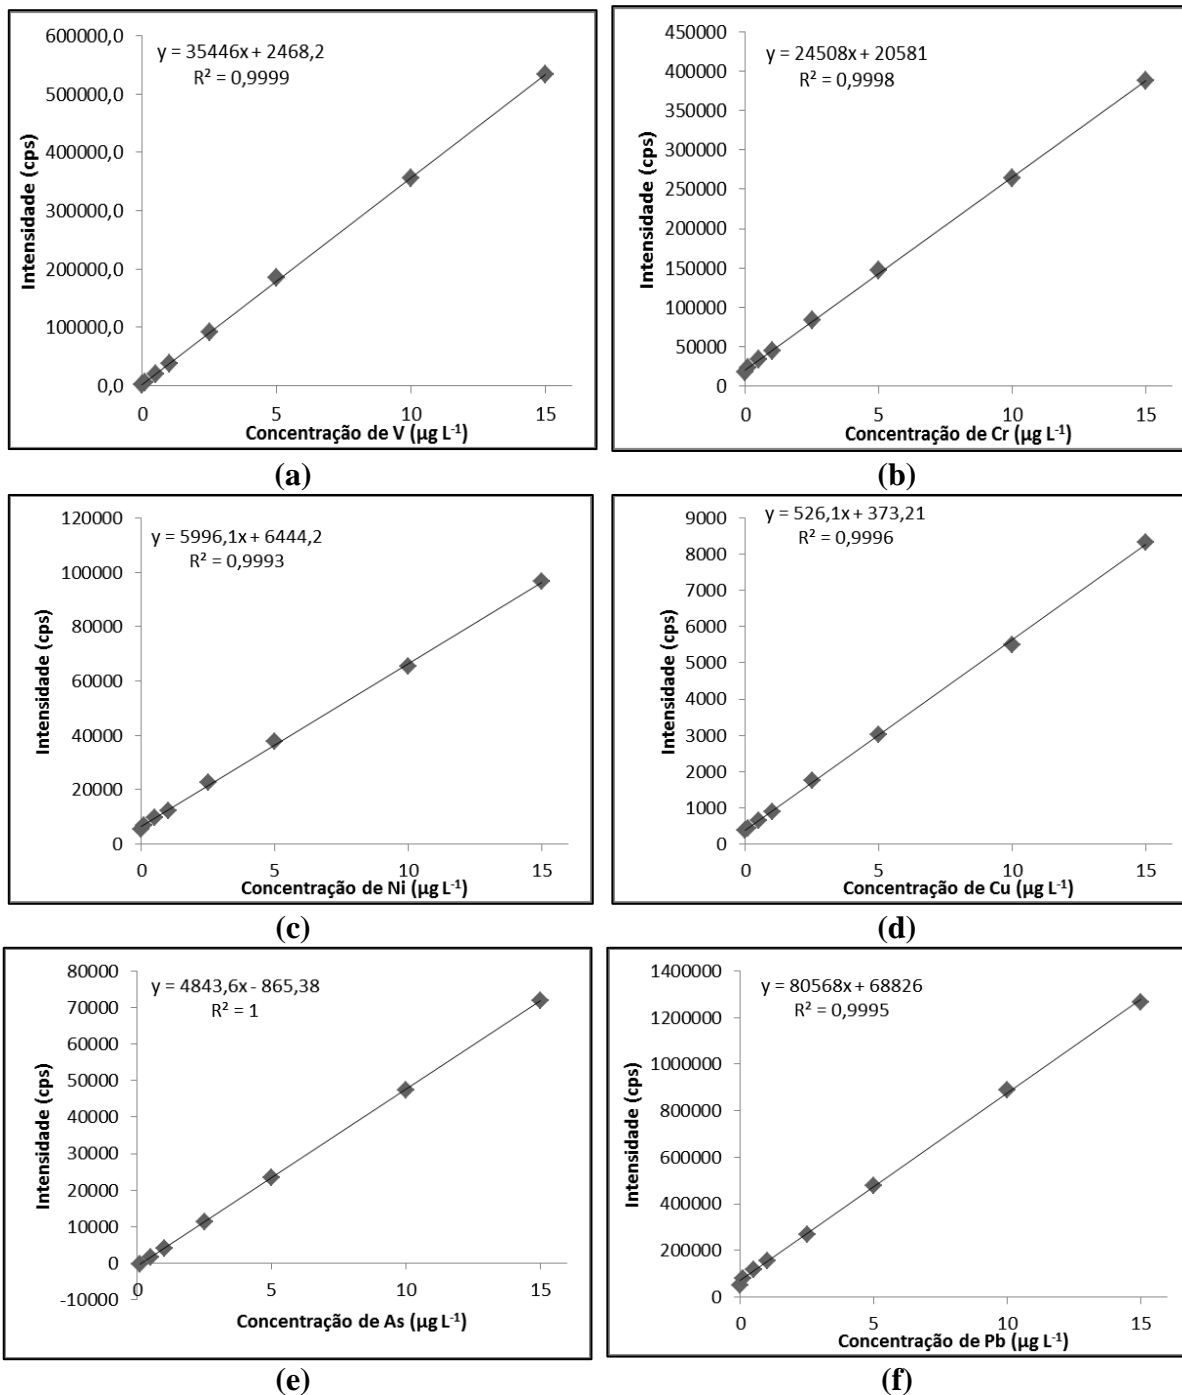 y = 35446x + 2468,2
R² = 0,9999
600000,0
500000,0
400000,0
300000,0
200000,0
100000,0
0,0
Intensidade (cps)
0 5 10 15
Concentração de V (µg L⁻¹)
(a)
y = 24508x + 20581
R² = 0,9998
450000
400000
350000
300000
250000
200000
150000
100000
50000
0
Intensidade (cps)
0 5 10 15
Concentração de Cr (µg L⁻¹)
(b)
y = 5996,1x + 6444,2
R² = 0,9993
120000
100000
80000
60000
40000
20000
0
Intensidade (cps)
0 5 10 15
Concentração de Ni (µg L⁻¹)
(c)
y = 526,1x + 373,21
R² = 0,9996
9000
8000
7000
6000
5000
4000
3000
2000
1000
0
Intensidade (cps)
0 5 10 15
Concentração de Cu (µg L⁻¹)
(d)
y = 4843,6x - 865,38
R² = 1
80000
70000
60000
50000
40000
30000
20000
10000
0
-10000
Intensidade (cps)
0 5 10 15
Concentração de As (µg L⁻¹)
(e)
y = 80568x + 68826
R² = 0,9995
1400000
1200000
1000000
800000
600000
400000
200000
0
Intensidade (cps)
0 5 10 15
Concentração de Pb (µg L⁻¹)
(f)